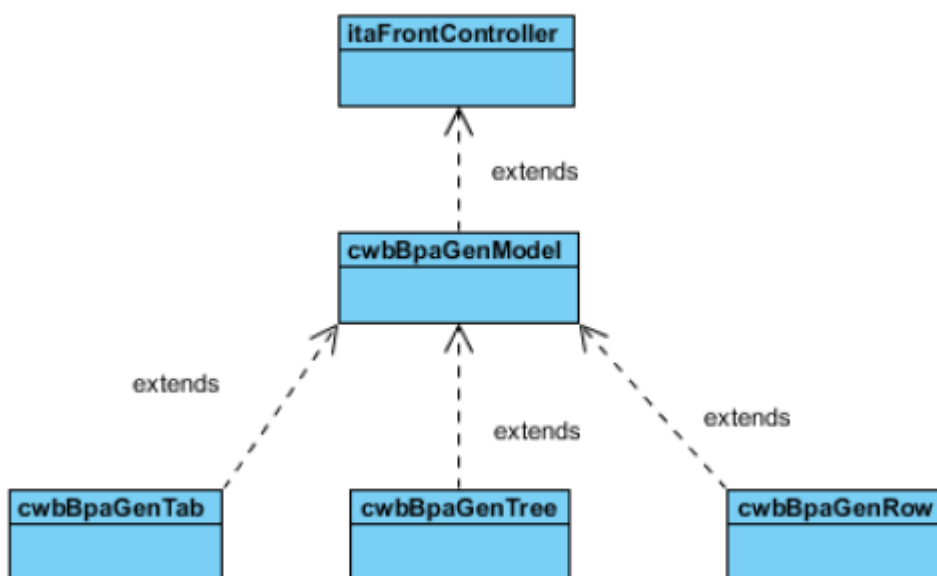 itaFrontController
extends
cwbBpaGenModel
extends
extends
extends
cwbBpaGenTab
cwbBpaGenTree
cwbBpaGenRow